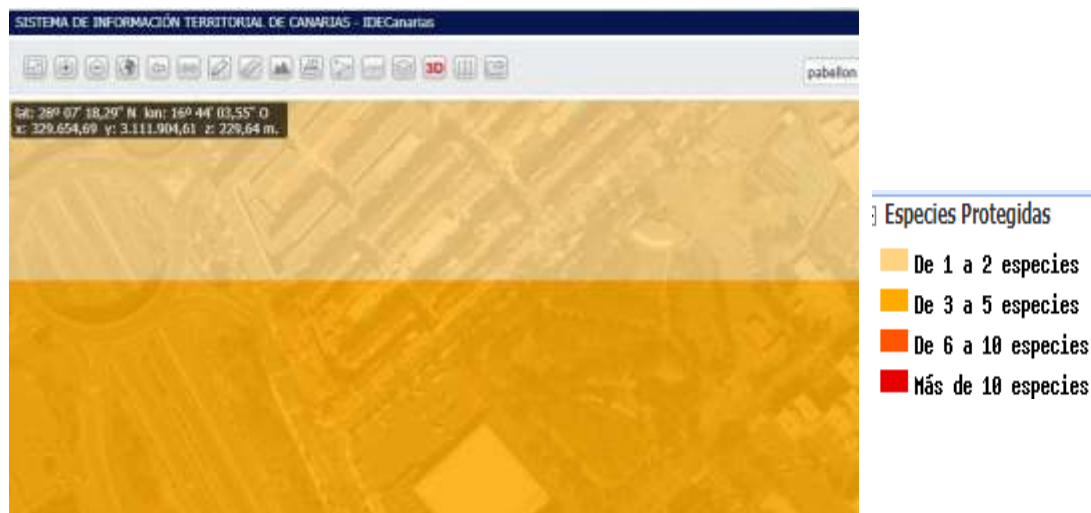 SISTEMA DE INFORMACIÓN TERRITORIAL DE CANARIAS - IDECanarias
3D
pabellon
lat: 28º 07' 18,29" N lon: 16º 44' 03,55" O
x: 329.654,69 y: 3.111.904,61 z: 229,64 m.
Especies Protegidas
De 1 a 2 especies
De 3 a 5 especies
De 6 a 10 especies
Más de 10 especies